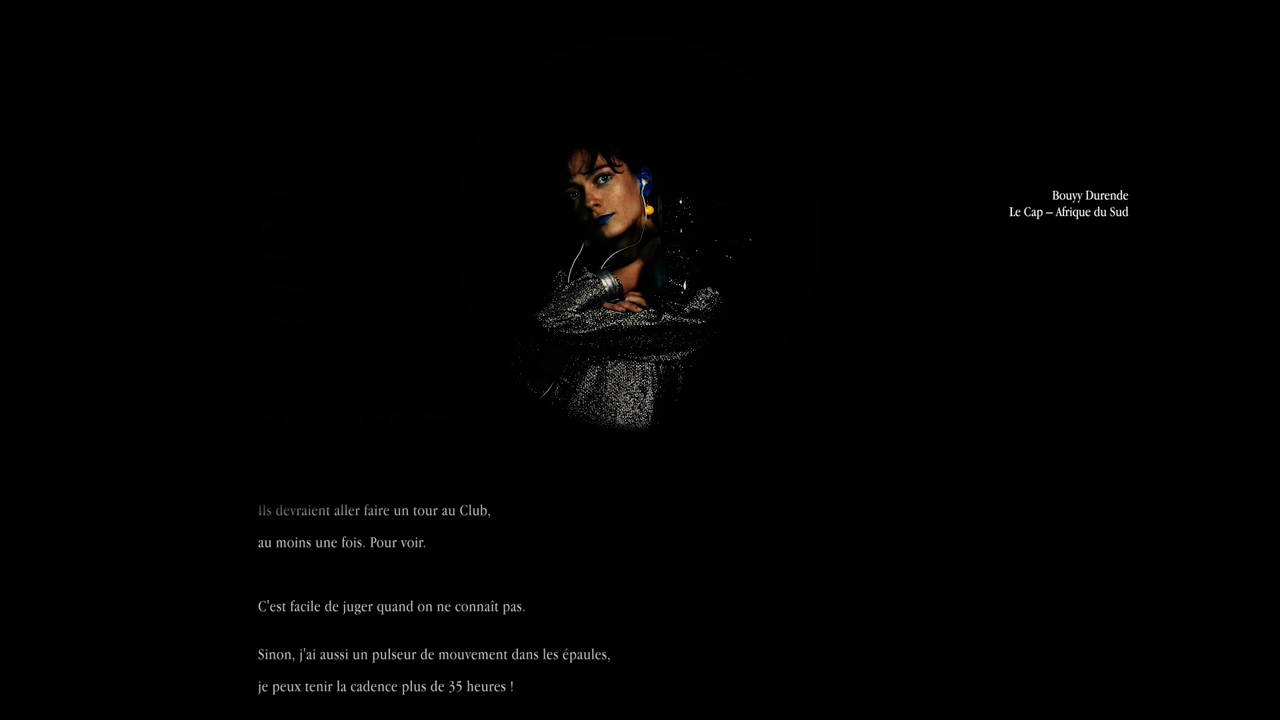 Bouyy Durende
Le Cap – Afrique du Sud
Ils devraient aller faire un tour au Club,
au moins une fois. Pour voir.
C'est facile de juger quand on ne connaît pas.
Sinon, j'ai aussi un pulseur de mouvement dans les épaules,
je peux tenir la cadence plus de 35 heures !